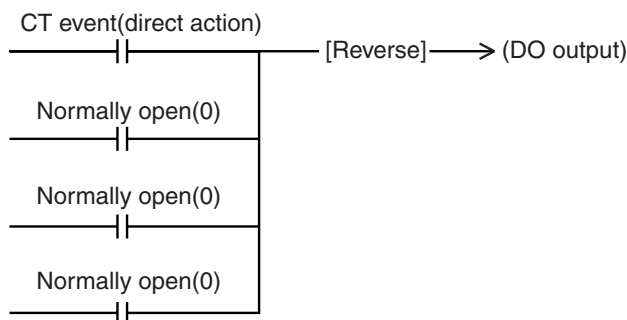 CT event(direct action)
[Reverse] (DO output)
Normally open(0)
Normally open(0)
Normally open(0)